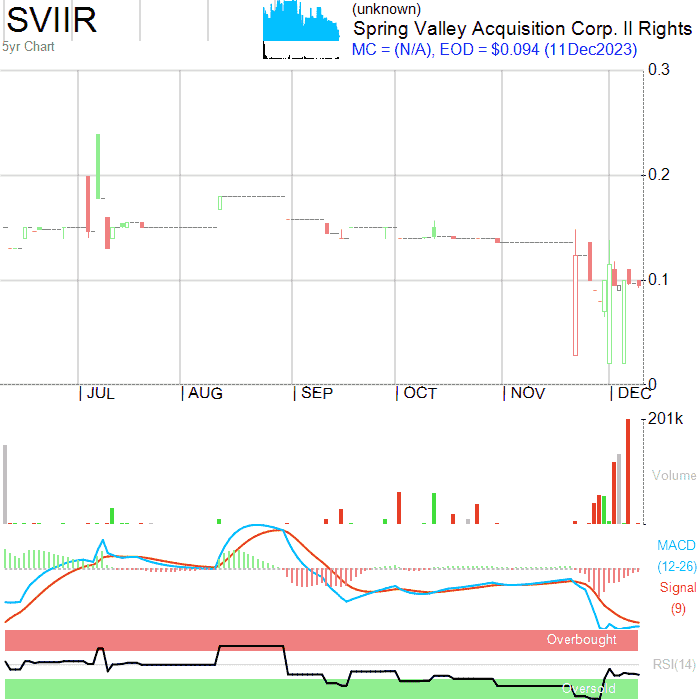 SVIIR
5yr Chart
(unknown)
Spring Valley Acquisition Corp. II Rights
MC = (N/A), EOD = $0.094 (11Dec2023)
0.3
0.2
0.1
0
JUL
AUG
SEP
OCT
NOV
DEC
201k
Volume
MACD
(12-26)
Signal
(9)
Overbought
RSI(14)
Oversold